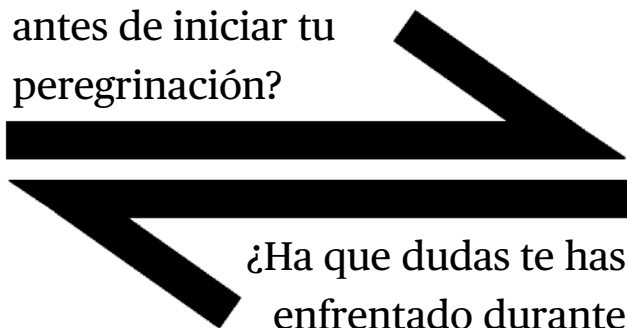 antes de iniciar tu
peregrinación?
¿Ha que dudas te has
enfrentado durante